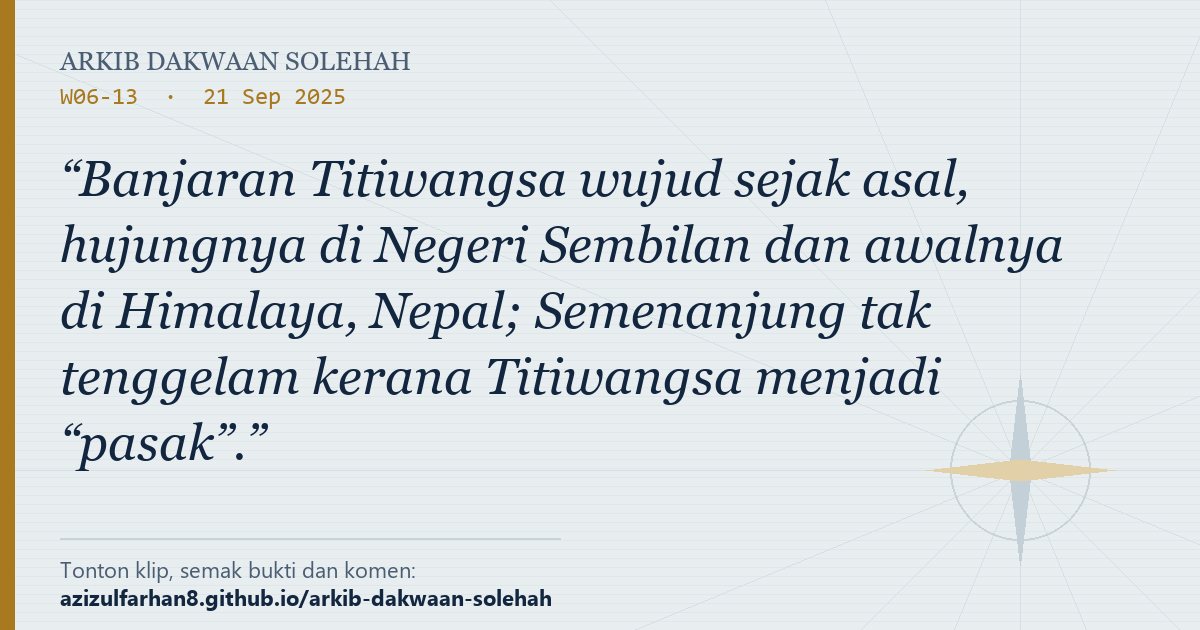 ARKIB DAKWAAN SOLEHAH
W06-13 · 21 Sep 2025
“Banjaran Titiwangsa wujud sejak asal,
hujungnya di Negeri Sembilan dan awalnya
di Himalaya, Nepal; Semenanjung tak
tenggelam kerana Titiwangsa menjadi
“pasak”.”
Tonton klip, semak bukti dan komen:
azizulfarhan8.github.io/arkib-dakwaan-solehah